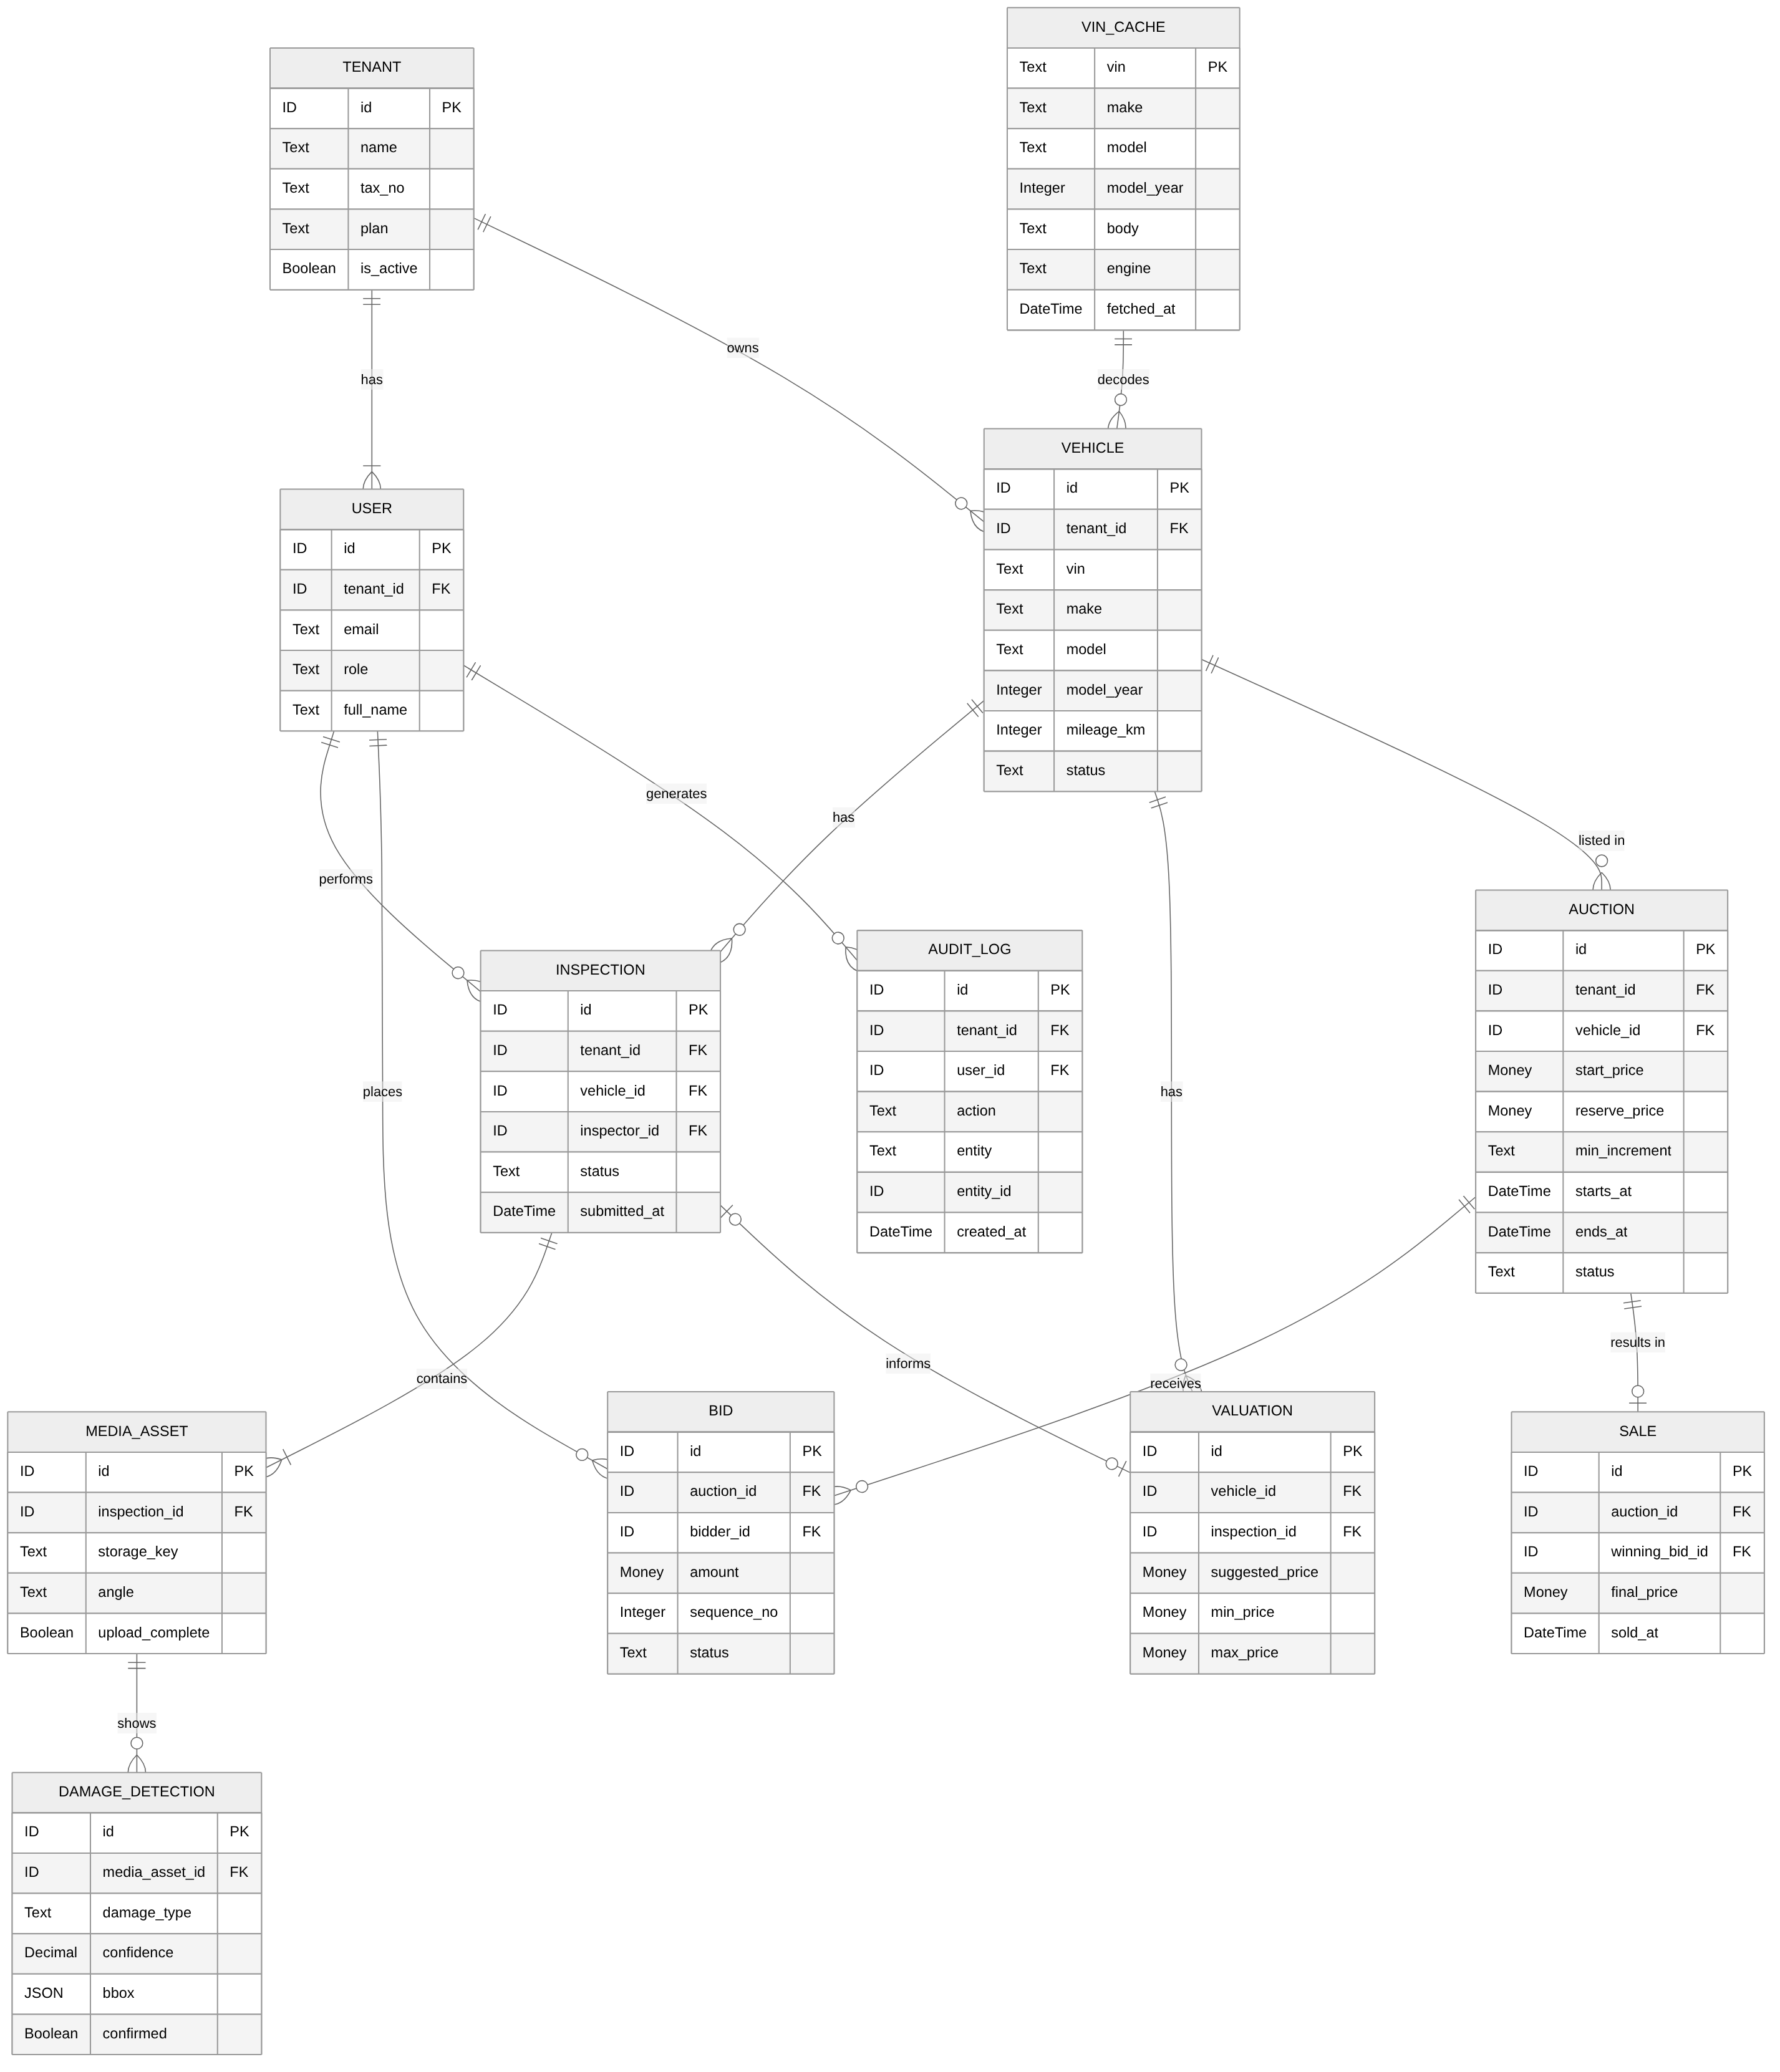 VIN_CACHE
Text vin PK
Text make
Text model
Integer model_year
Text body
Text engine
DateTime fetched_at
TENANT
ID id PK
Text name
Text tax_no
Text plan
Boolean is_active
owns
has
decodes
VEHICLE
ID id PK
ID tenant_id FK
Text vin
Text make
Text model
Integer model_year
Integer mileage_km
Text status
USER
ID id PK
ID tenant_id FK
Text email
Text role
Text full_name
generates
has
listed in
performs
AUCTION
ID id PK
ID tenant_id FK
ID vehicle_id FK
Money start_price
Money reserve_price
Text min_increment
DateTime starts_at
DateTime ends_at
Text status
AUDIT_LOG
ID id PK
ID tenant_id FK
ID user_id FK
Text action
Text entity
ID entity_id
DateTime created_at
INSPECTION
ID id PK
ID tenant_id FK
ID vehicle_id FK
ID inspector_id FK
Text status
DateTime submitted_at
places
has
results in
informs
contains
receives
MEDIA_ASSET
ID id PK
ID inspection_id FK
Text storage_key
Text angle
Boolean upload_complete
BID
ID id PK
ID auction_id FK
ID bidder_id FK
Money amount
Integer sequence_no
Text status
VALUATION
ID id PK
ID vehicle_id FK
ID inspection_id FK
Money suggested_price
Money min_price
Money max_price
SALE
ID id PK
ID auction_id FK
ID winning_bid_id FK
Money final_price
DateTime sold_at
shows
DAMAGE_DETECTION
ID id PK
ID media_asset_id FK
Text damage_type
Decimal confidence
JSON bbox
Boolean confirmed